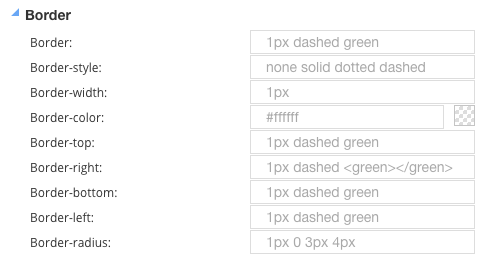 Border
Border: 1px dashed green
Border-style: none solid dotted dashed
Border-width: 1px
Border-color: #ffffff
Border-top: 1px dashed green
Border-right: 1px dashed <green></green>
Border-bottom: 1px dashed green
Border-left: 1px dashed green
Border-radius: 1px 0 3px 4px